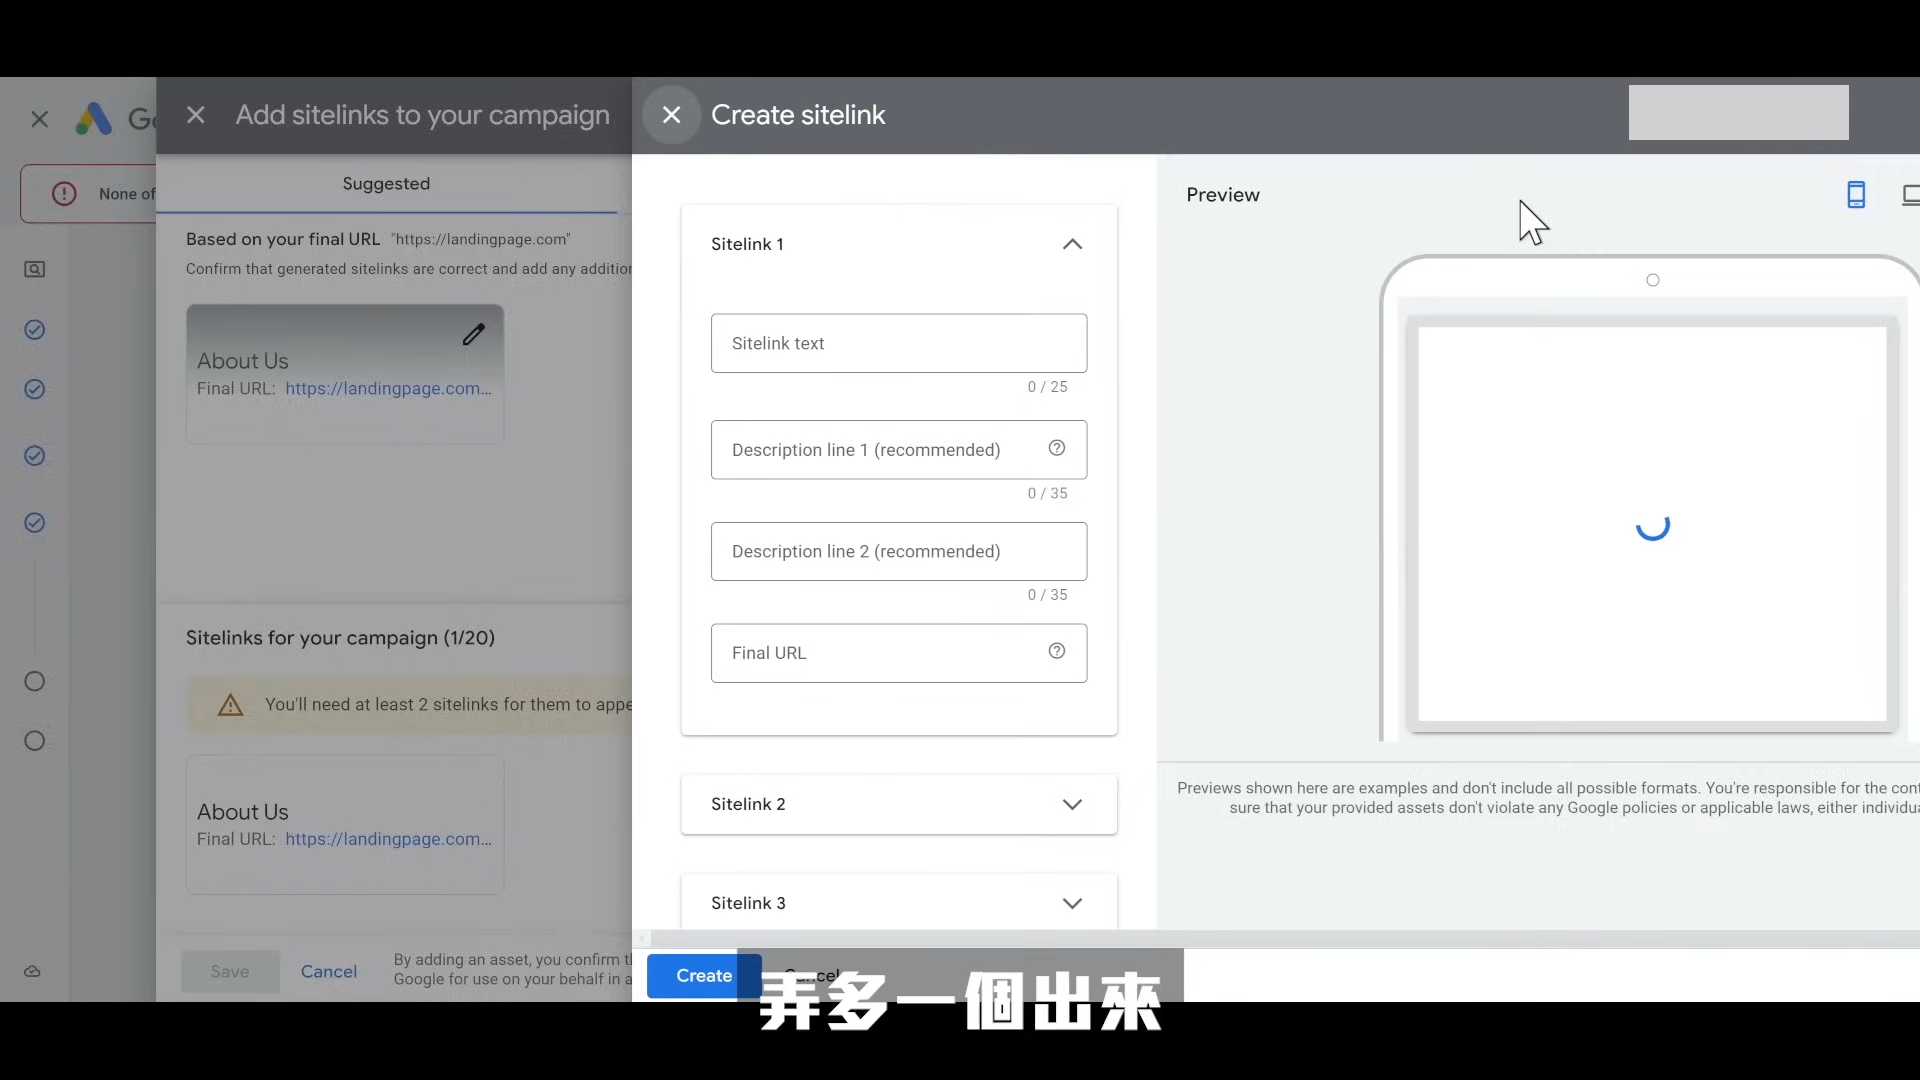 Go
Add sitelinks to your campaign
Create sitelink
None of
Suggested
Based on your final URL "https://landingpage.com"
Confirm that generated sitelinks are correct and add any addition
About Us
Final URL: https://landingpage.com...
Sitelinks for your campaign (1/20)
You'll need at least 2 sitelinks for them to appe
About Us
Final URL: https://landingpage.com...
Save
Cancel
By adding an asset, you confirm t
Google for use on your behalf in a
Sitelink 1
Sitelink text
0 / 25
Description line 1 (recommended)
0 / 35
Description line 2 (recommended)
0 / 35
Final URL
Sitelink 2
Sitelink 3
Create
Cancel
Preview
Previews shown here are examples and don't include all possible formats. You're responsible for the cont
sure that your provided assets don't violate any Google policies or applicable laws, either individua
弄多一個出來